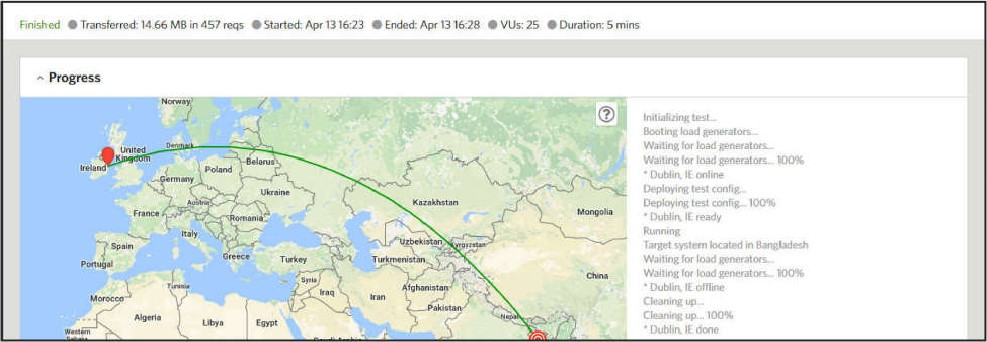 Finished Transferred: 14.66 MB in 457 reqs Started: Apr 13 16:23 Ended: Apr 13 16:28 VUs: 25 Duration: 5 mins
Progress
Norway
?
United
Kingdom
Ireland
Denmark
Belarus
Poland
Germany
Ukraine
Austria
Kazakhstan
France
Romania
Mongolia
Italy
Spain
Uzbekistan
Kyrgyzstan
Greece
Turkey
Turkmenistan
Portugal
China
Syria
Tunisia
Afghanistan
Iraq
Iran
Morocco
Pakistan
Algeria
Libya
Egypt
Nepal
Western
Sahara
Saudi Arabia
Initializing test...
Booting load generators...
Waiting for load generators...
Waiting for load generators... 100%
* Dublin, IE online
Deploying test config...
Deploying test config... 100%
* Dublin, IE ready
Running
Target system located in Bangladesh
Waiting for load generators...
Waiting for load generators... 100%
* Dublin, IE offline
Cleaning up...
Cleaning up... 100%
* Dublin, IE done